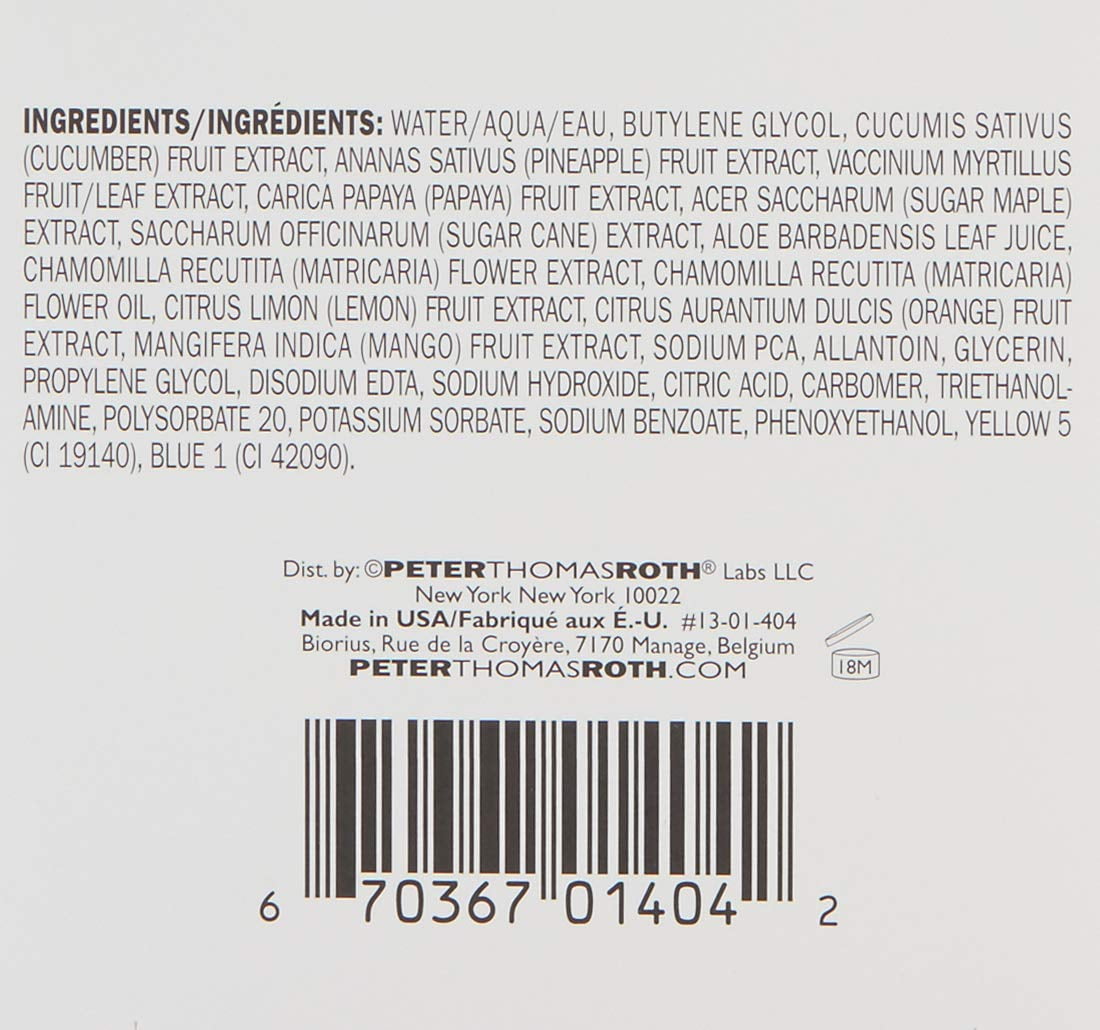 INGREDIENTS/INGRÉDIENTS: WATER/AQUA/EAU, BUTYLENE GLYCOL, CUCUMIS SATIVUS
(CUCUMBER) FRUIT EXTRACT, ANANAS SATIVUS (PINEAPPLE) FRUIT EXTRACT, VACCINIUM MYRTILLUS
FRUIT/LEAF EXTRACT, CARICA PAPAYA (PAPAYA) FRUIT EXTRACT, ACER SACCHARUM (SUGAR MAPLE)
EXTRACT, SACCHARUM OFFICINARUM (SUGAR CANE) EXTRACT, ALOE BARBADENSIS LEAF JUICE,
CHAMOMILLA RECUTITA (MATRICARIA) FLOWER EXTRACT, CHAMOMILLA RECUTITA (MATRICARIA)
FLOWER OIL, CITRUS LIMON (LEMON) FRUIT EXTRACT, CITRUS AURANTIUM DULCIS (ORANGE) FRUIT
EXTRACT, MANGIFERA INDICA (MANGO) FRUIT EXTRACT, SODIUM PCA, ALLANTOIN, GLYCERIN,
PROPYLENE GLYCOL, DISODIUM EDTA, SODIUM HYDROXIDE, CITRIC ACID, CARBOMER, TRIETHANOL-
AMINE, POLYSORBATE 20, POTASSIUM SORBATE, SODIUM BENZOATE, PHENOXYETHANOL, YELLOW 5
(CI 19140), BLUE 1 (CI 42090).
Dist. by: ©PETERTHOMASROTH® Labs LLC
New York New York 10022
Made in USA/Fabriqué aux É.-U. #13-01-404
Biorius, Rue de la Croyère, 7170 Manage, Belgium
PETERTHOMASROTH.COM
18M
6 70367 01404 2